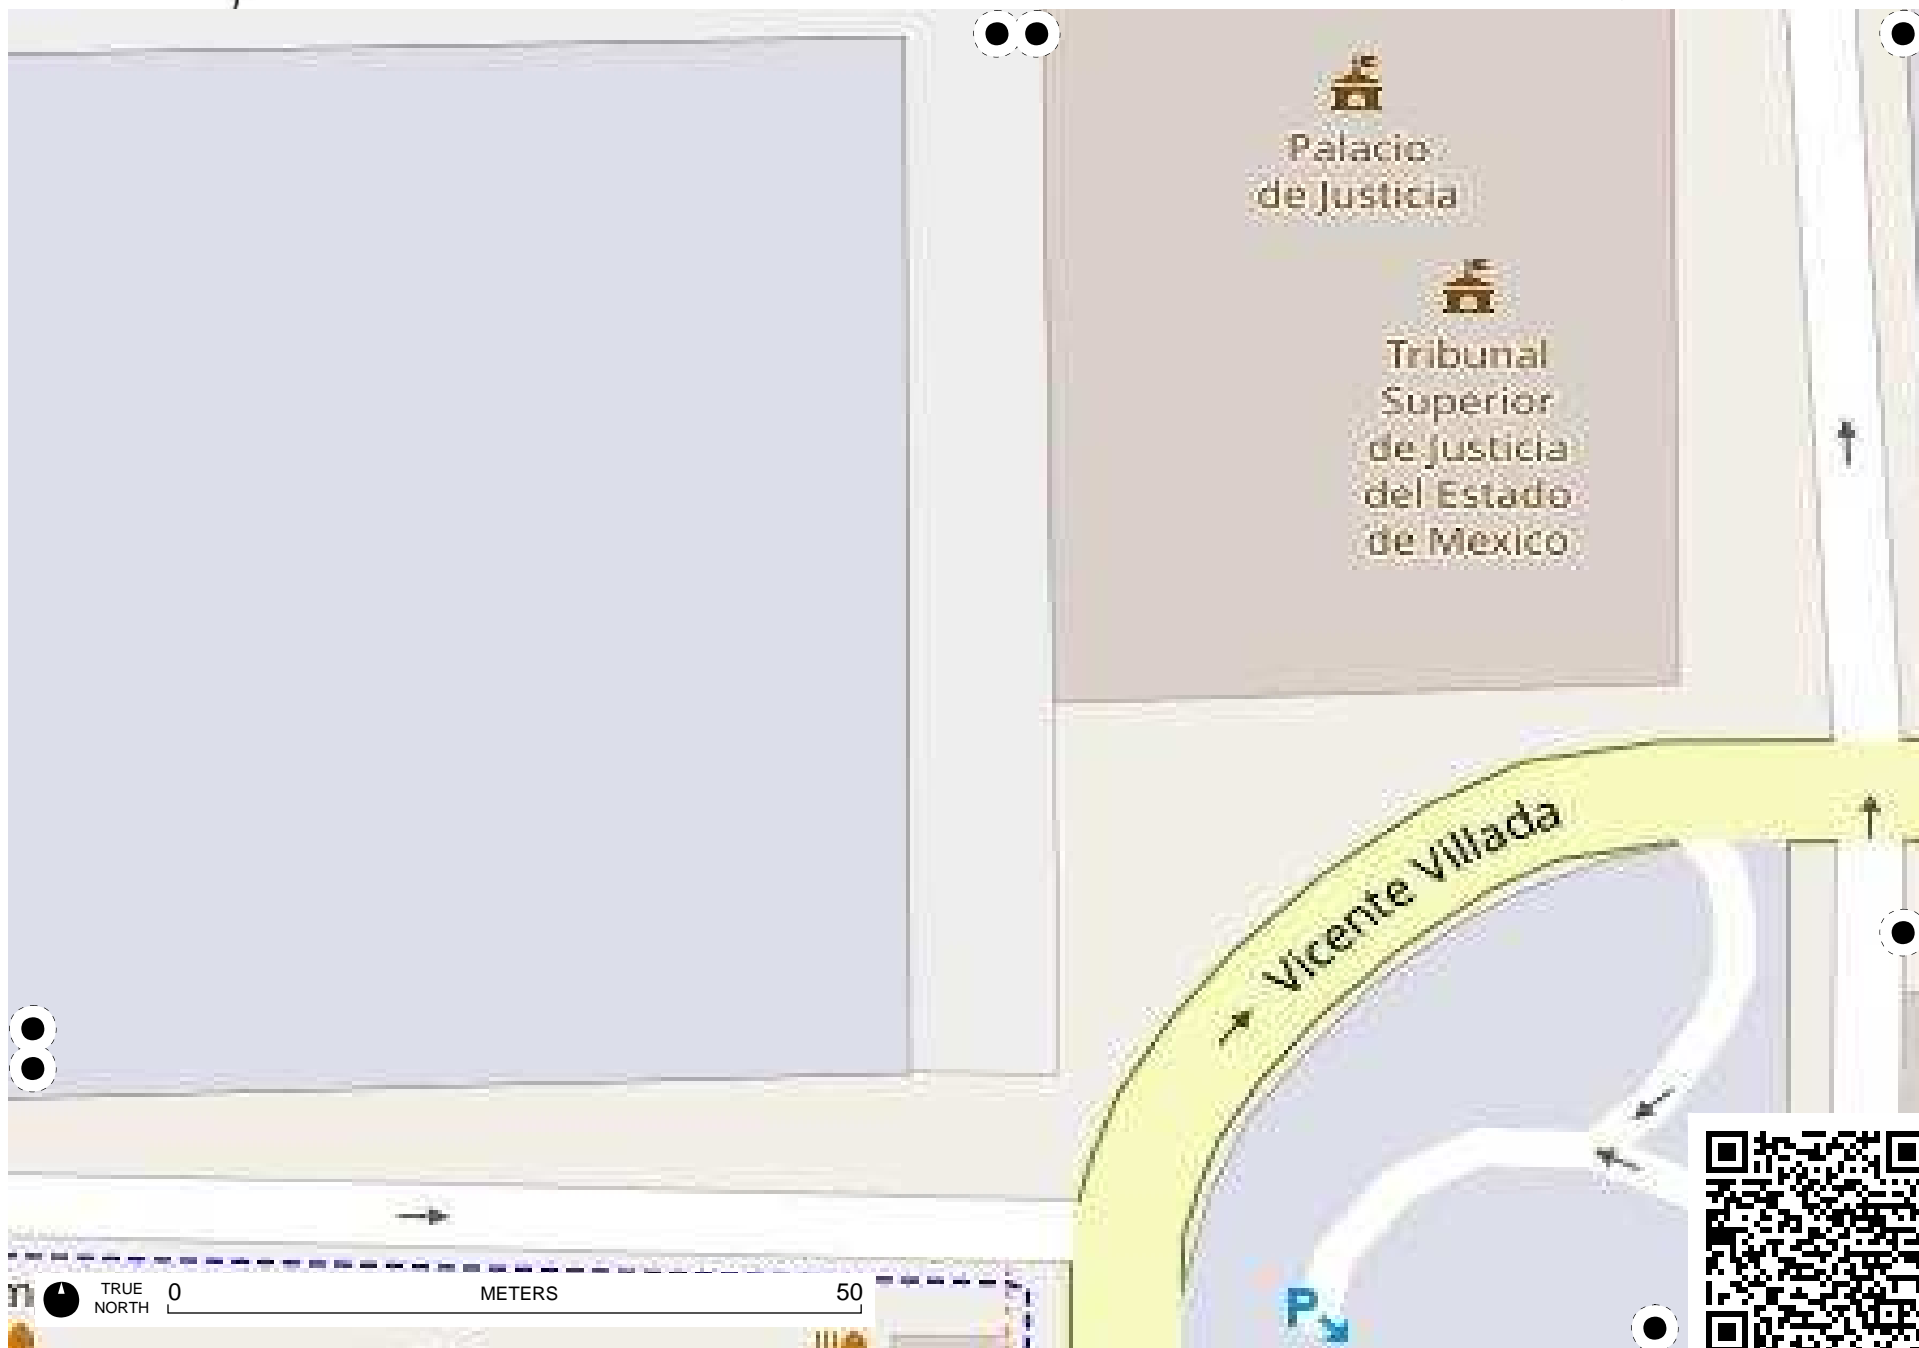 Palacio
de Justicia
Tribunal
Superior
de Justicia
del Estado
de Mexico
Vicente Villada
P
TRUE
NORTH
0
METERS
50